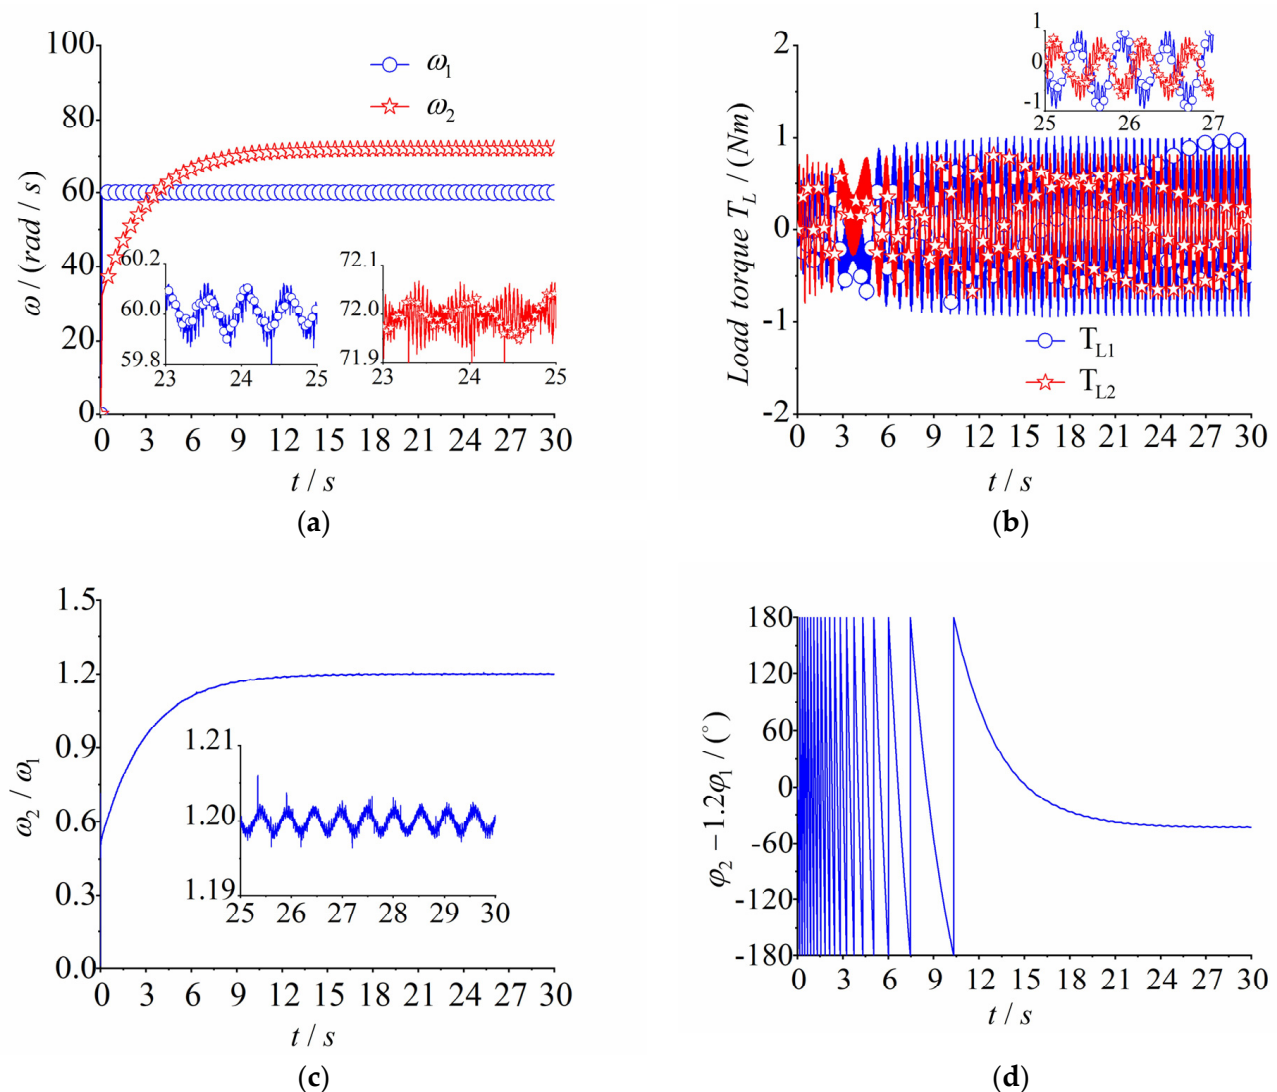 ω / (rad / s)
100
80
60
40
20
0
ω1
ω2
60.2
60.0
59.8
23 24 25
72.1
72.0
71.9
23 24 25
0 3 6 9 12 15 18 21 24 27 30
t / s
(a)
Load torque TL / (Nm)
2
1
0
-1
-2
1
0
-1
25 26 27
TL1
TL2
0 3 6 9 12 15 18 21 24 27 30
t / s
(b)
ω2 / ω1
1.5
1.2
0.9
0.6
0.3
0.0
1.21
1.20
1.19
25 26 27 28 29 30
0 3 6 9 12 15 18 21 24 27 30
t / s
(c)
φ2 − 1.2φ1 / (°)
180
120
60
0
-60
-120
-180
0 3 6 9 12 15 18 21 24 27 30
t / s
(d)